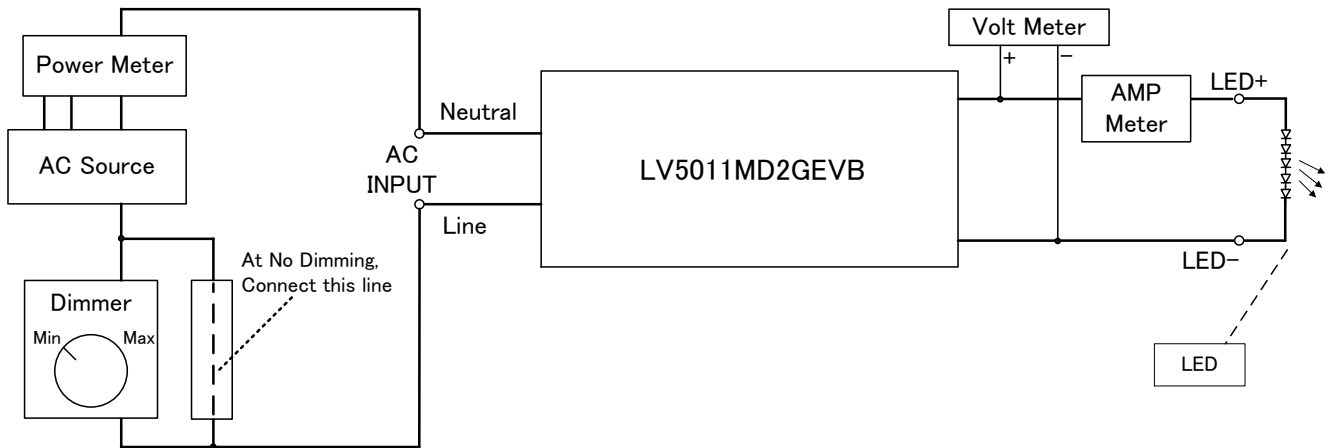 Power Meter
AC Source
Dimmer
Min
Max
At No Dimming,
Connect this line
Neutral
AC
INPUT
Line
LV5011MD2GEVB
Volt Meter
+
−
AMP
Meter
LED+
LED−
LED